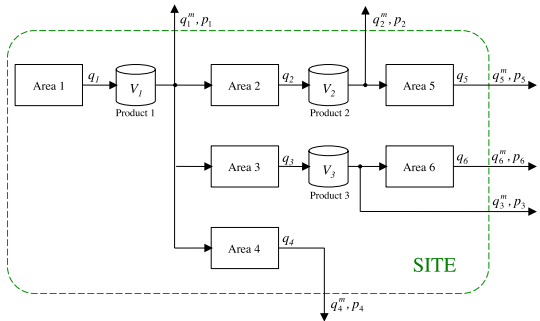 q₁ᵐ, p₁
q₂ᵐ, p₂
Area 1
q₁
V₁
Product 1
Area 2
q₂
V₂
Product 2
Area 5
q₅
q₅ᵐ, p₅
Area 3
q₃
V₃
Product 3
Area 6
q₆
q₆ᵐ, p₆
q₃ᵐ, p₃
Area 4
q₄
SITE
q₄ᵐ, p₄